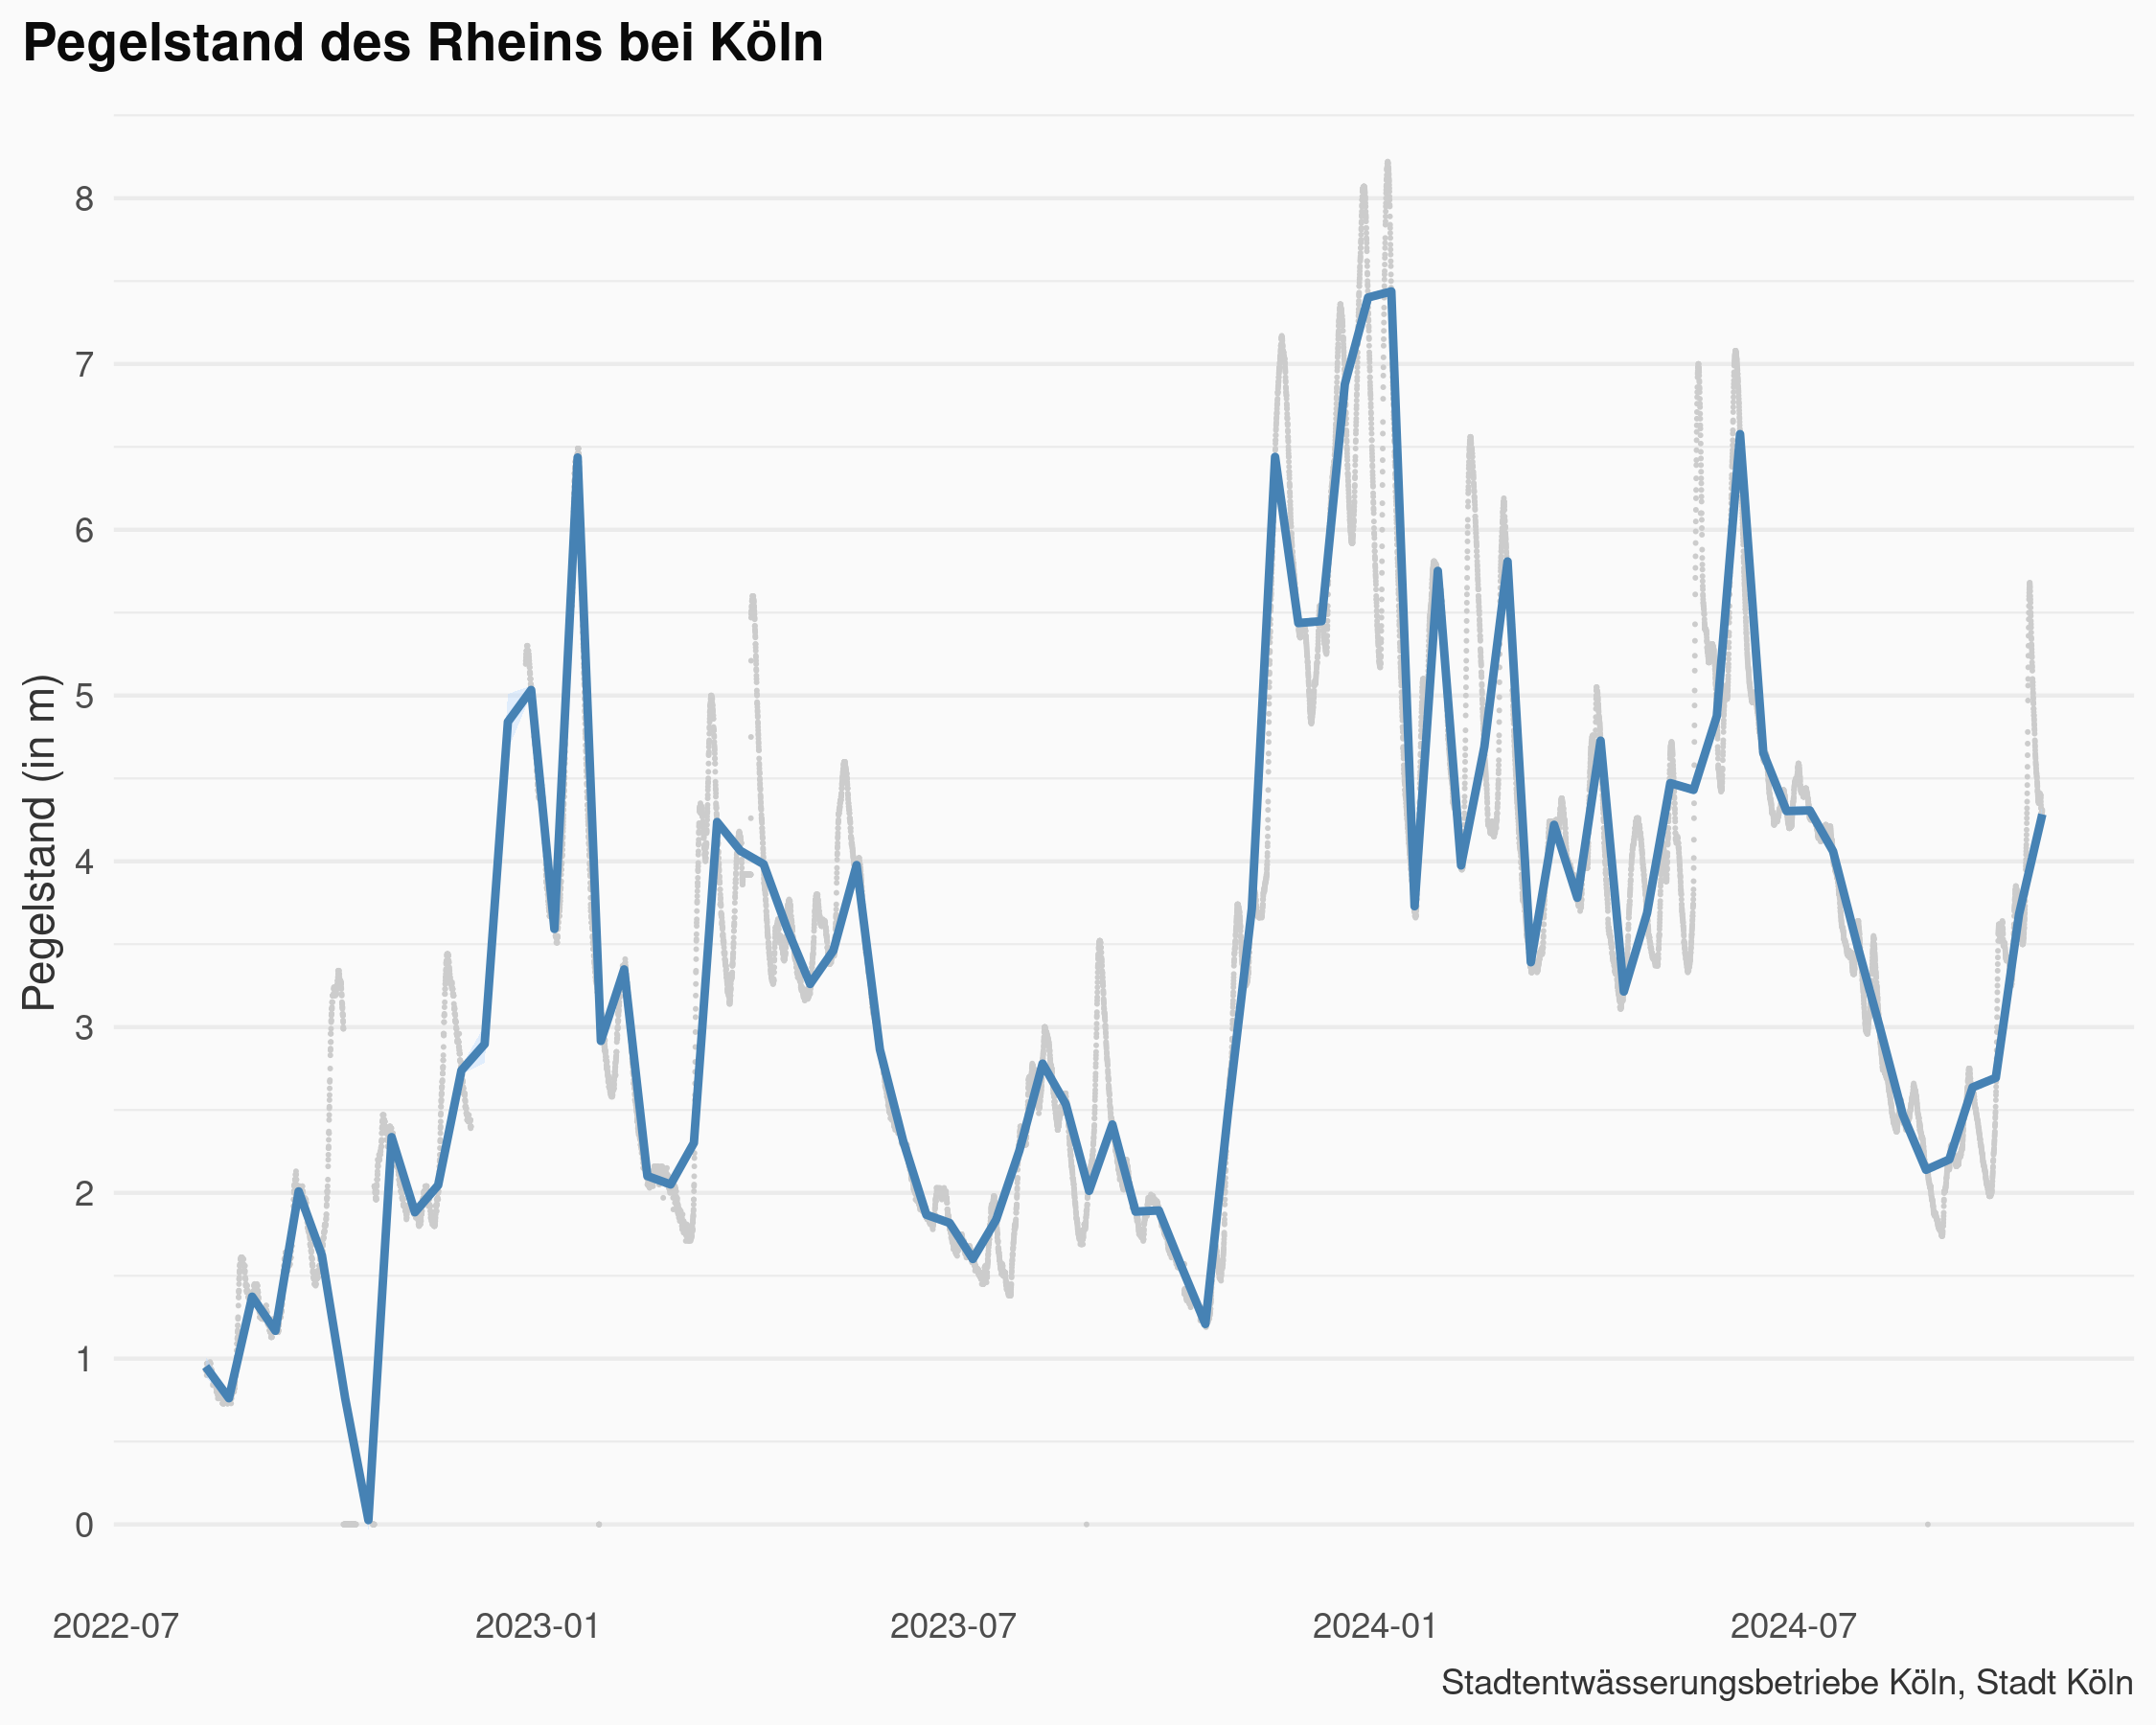 Pegelstand des Rheins bei Köln
Pegelstand (in m)
8
7
6
5
4
3
2
1
0
2022-07 2023-01 2023-07 2024-01 2024-07
Stadtentwässerungsbetriebe Köln, Stadt Köln